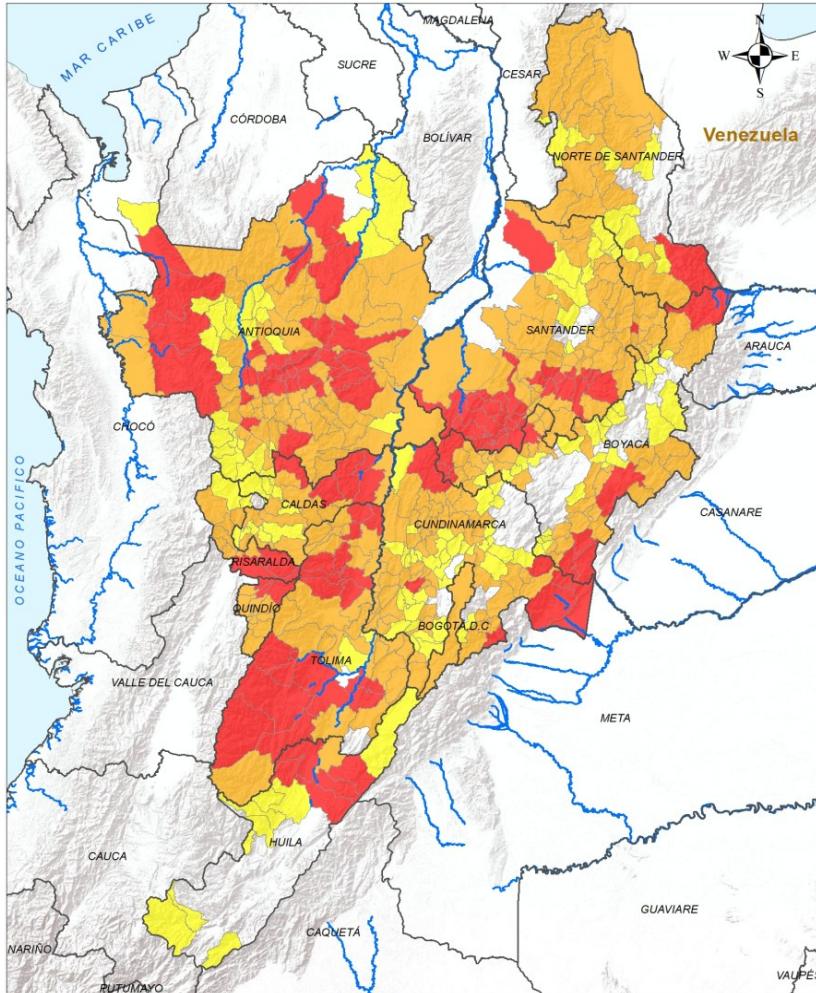 MAGDALENA
N
W E
S
MAR CARIBE
SUCRE
CESAR
CÓRDOBA
BOLÍVAR
Venezuela
NORTE DE SANTANDER
ANTIOQUIA
SANTANDER
ARAUCA
CHOCÓ
BOYACÁ
OCEANO PACIFICO
CALDAS
CUNDINAMARCA
CASANARE
RISARALDA
QUINDÍO
BOGOTÁ D.C
TOLIMA
VALLE DEL CAUCA
META
HUILA
CAUCA
GUAVIARE
CAQUETÁ
NARIÑO
PUTUMAYO
VAUPÉS